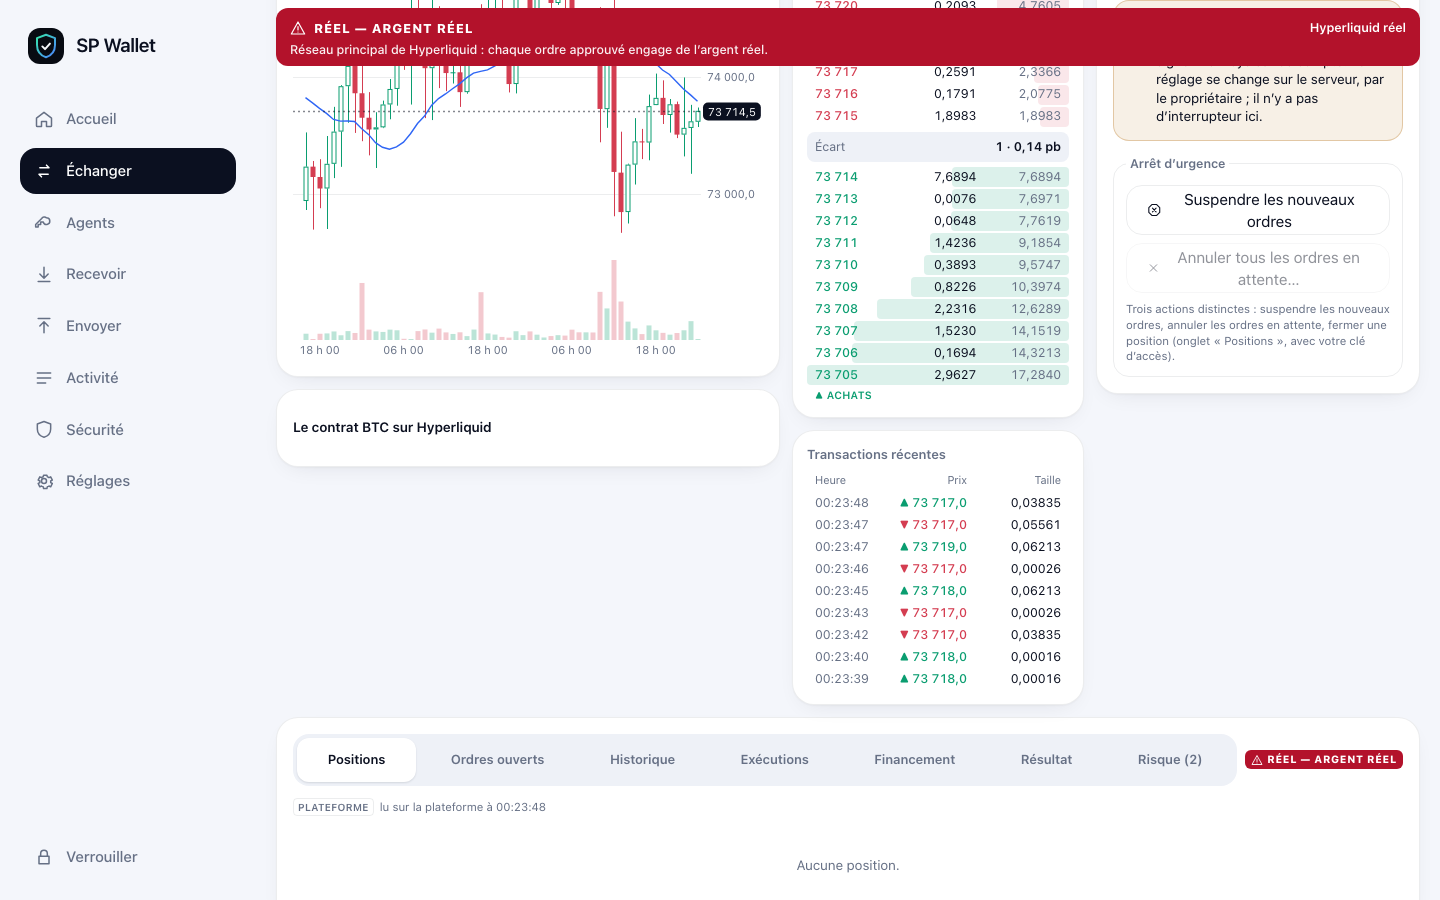 SP Wallet
Accueil
Échanger
Agents
Recevoir
Envoyer
Activité
Sécurité
Réglages
Verrouiller
RÉEL — ARGENT RÉEL
Hyperliquid réel
Réseau principal de Hyperliquid : chaque ordre approuvé engage de l’argent réel.
74 000,0
73 714,5
73 000,0
18 h 00 06 h 00 18 h 00 06 h 00 18 h 00
Le contrat BTC sur Hyperliquid
73 720 0,2093 4,7605
73 717 0,2591 2,3366
73 716 0,1791 2,0775
73 715 1,8983 1,8983
Écart 1 · 0,14 pb
73 714 7,6894 7,6894
73 713 0,0076 7,6971
73 712 0,0648 7,7619
73 711 1,4236 9,1854
73 710 0,3893 9,5747
73 709 0,8226 10,3974
73 708 2,2316 12,6289
73 707 1,5230 14,1519
73 706 0,1694 14,3213
73 705 2,9627 17,2840
▲ ACHATS
Transactions récentes
Heure Prix Taille
00:23:48 ▲ 73 717,0 0,03835
00:23:47 ▼ 73 717,0 0,05561
00:23:47 ▲ 73 719,0 0,06213
00:23:46 ▼ 73 717,0 0,00026
00:23:45 ▲ 73 718,0 0,06213
00:23:43 ▼ 73 717,0 0,00026
00:23:42 ▼ 73 717,0 0,03835
00:23:40 ▲ 73 718,0 0,00016
00:23:39 ▲ 73 718,0 0,00016
réglage se change sur le serveur, par
le propriétaire ; il n’y a pas
d’interrupteur ici.
Arrêt d’urgence
Suspendre les nouveaux
ordres
Annuler tous les ordres en
attente…
Trois actions distinctes : suspendre les nouveaux
ordres, annuler les ordres en attente, fermer une
position (onglet « Positions », avec votre clé
d’accès).
Positions Ordres ouverts Historique Exécutions Financement Résultat Risque (2)
RÉEL — ARGENT RÉEL
PLATEFORME lu sur la plateforme à 00:23:48
Aucune position.